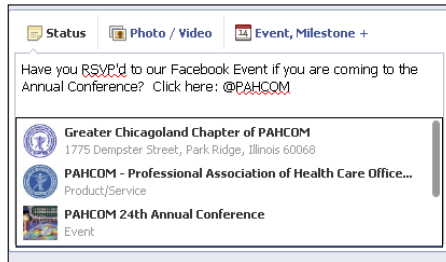 Status Photo / Video 14 Event, Milestone +
Have you RSVP'd to our Facebook Event if you are coming to the
Annual Conference? Click here: @PAHCOM
Greater Chicagoland Chapter of PAHCOM
1775 Dempster Street, Park Ridge, Illinois 60068
PAHCOM - Professional Association of Health Care Office...
Product/Service
PAHCOM 24th Annual Conference
Event